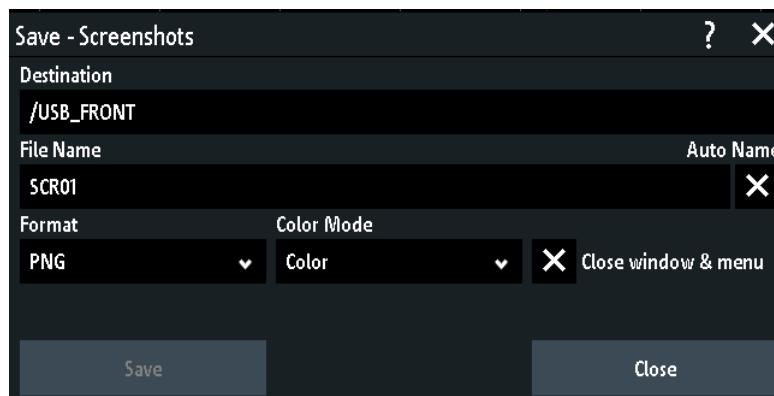 Save - Screenshots ?
Destination
/USB_FRONT
File Name Auto Name
SCR01
Format Color Mode
PNG Color Close window & menu
Save Close